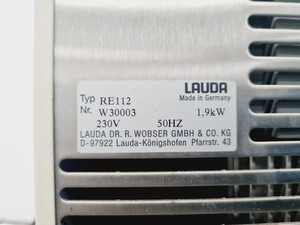 LAUDA
Made in Germany
Typ RE112
Nr. W30003 1,9kW
230V 50HZ
LAUDA DR. R. WOBSER GMBH & CO. KG
D-97922 Lauda-Königshofen Pfarrstr. 43